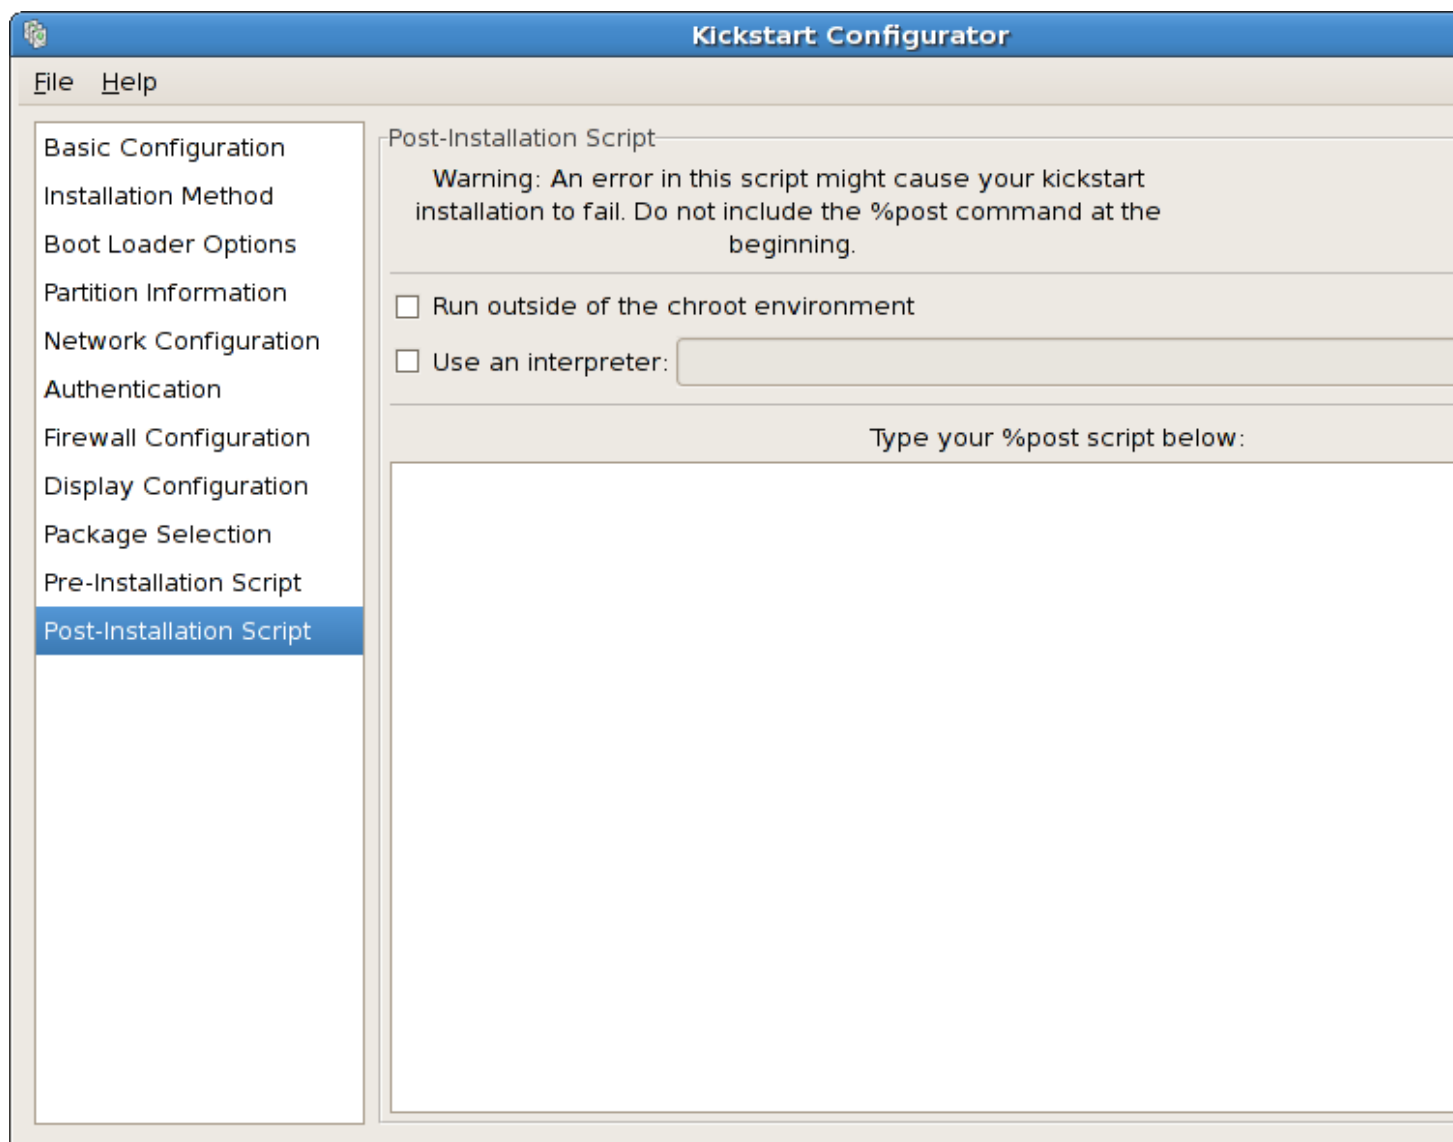 Kickstart Configurator
File Help
Basic Configuration
Installation Method
Boot Loader Options
Partition Information
Network Configuration
Authentication
Firewall Configuration
Display Configuration
Package Selection
Pre-Installation Script
Post-Installation Script
Post-Installation Script
Warning: An error in this script might cause your kickstart
installation to fail. Do not include the %post command at the
beginning.
Run outside of the chroot environment
Use an interpreter:
Type your %post script below: